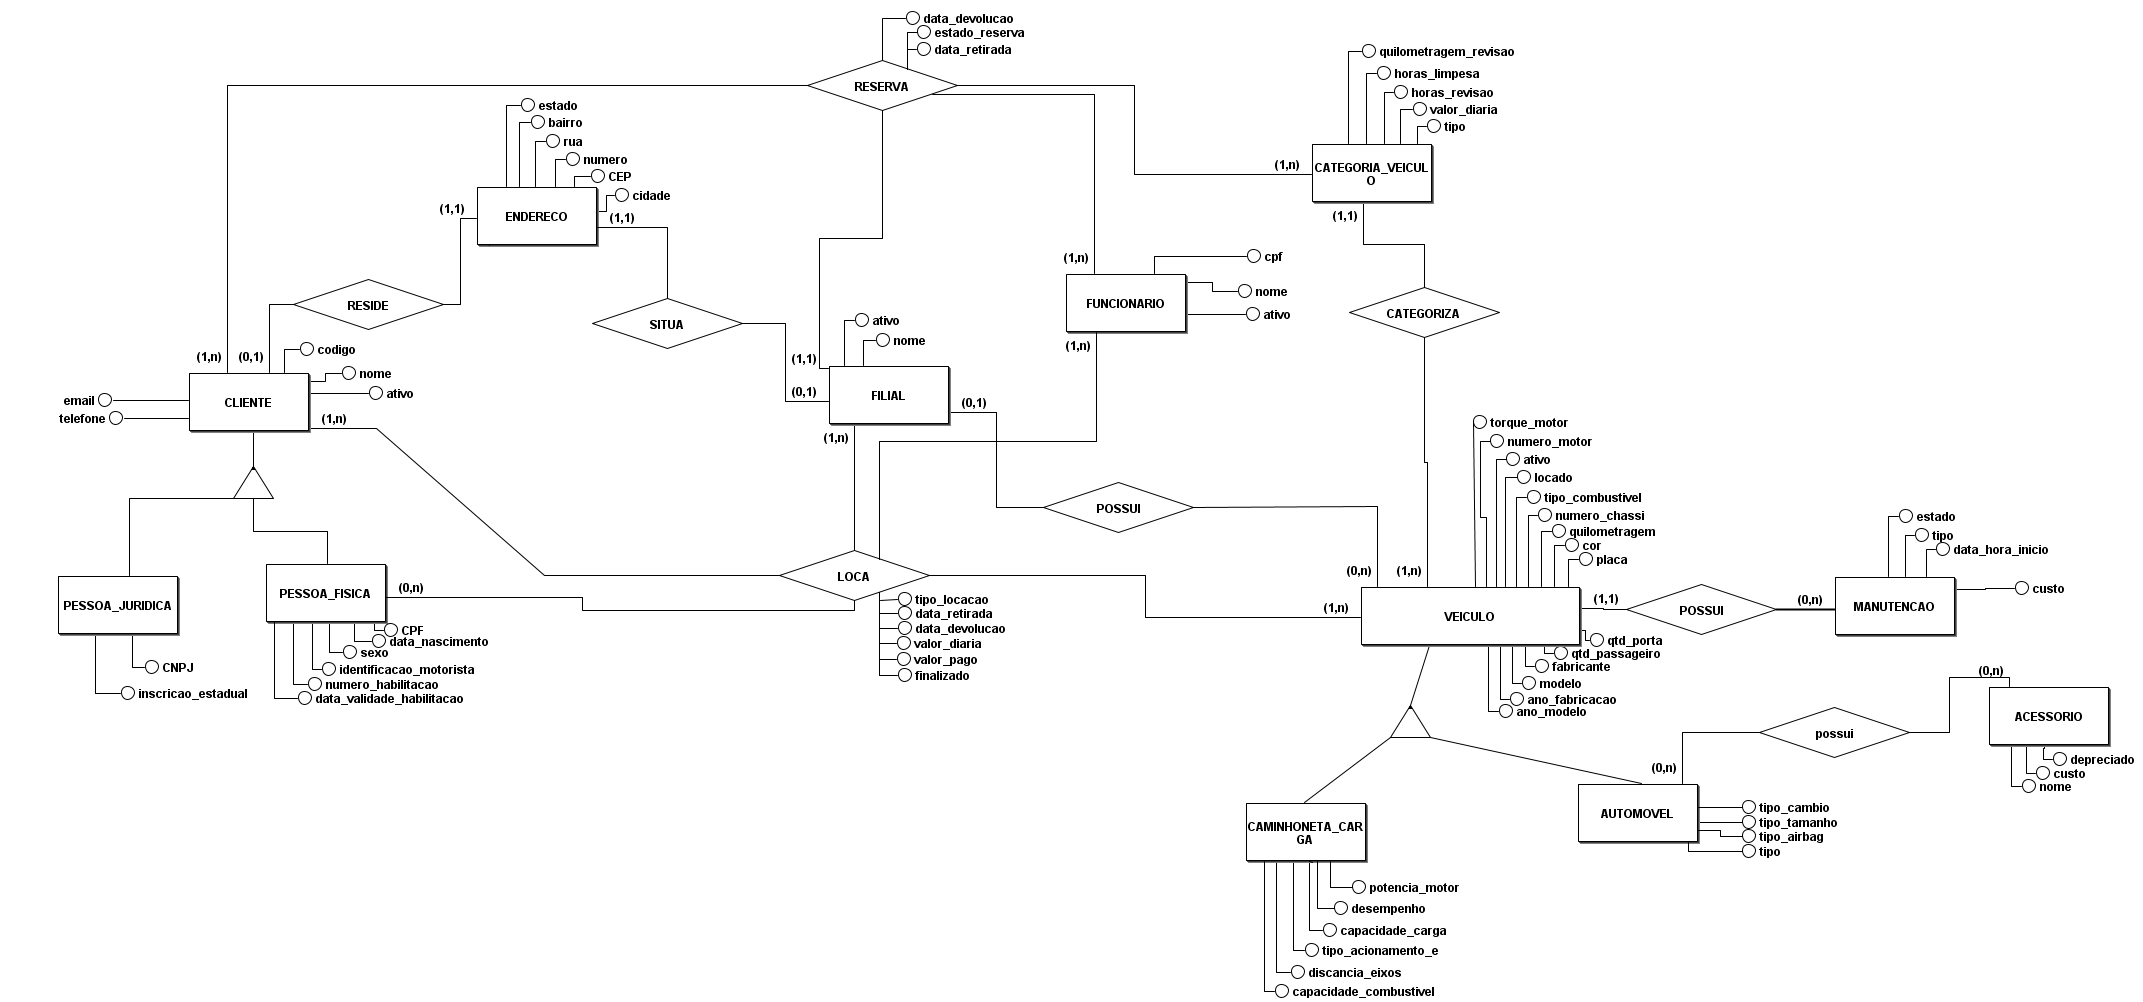 data_devolucao
estado_reserva
data_retirada
RESERVA
quilometragem_revisao
horas_limpesa
horas_revisao
valor_diaria
tipo
(1,n)
CATEGORIA_VEICUL
O
(1,1)
estado
bairro
rua
numero
CEP
cidade
(1,1)
ENDERECO
(1,1)
RESIDE
SITUA
(1,n)
cpf
FUNCIONARIO
nome
ativo
(1,n)
CATEGORIZA
(1,n)
(0,1)
codigo
nome
ativo
email
telefone
CLIENTE
(1,n)
ativo
nome
(1,1)
(0,1)
FILIAL
(0,1)
(1,n)
POSSUI
torque_motor
numero_motor
ativo
locado
tipo_combustivel
numero_chassi
quilometragem
cor
placa
(0,n)
(1,n)
(1,n)
VEICULO
(1,1)
POSSUI
(0,n)
MANUTENCAO
estado
tipo
data_hora_inicio
custo
qtd_porta
qtd_passageiro
fabricante
modelo
ano_fabricacao
ano_modelo
PESSOA_JURIDICA
CNPJ
inscricao_estadual
PESSOA_FISICA
(0,n)
CPF
data_nascimento
sexo
identificacao_motorista
numero_habilitacao
data_validade_habilitacao
LOCA
tipo_locacao
data_retirada
data_devolucao
valor_diaria
valor_pago
finalizado
(0,n)
possui
(0,n)
ACESSORIO
depreciado
custo
nome
AUTOMOVEL
tipo_cambio
tipo_tamanho
tipo_airbag
tipo
CAMINHONETA_CAR
GA
potencia_motor
desempenho
capacidade_carga
tipo_acionamento_e
discancia_eixos
capacidade_combustivel